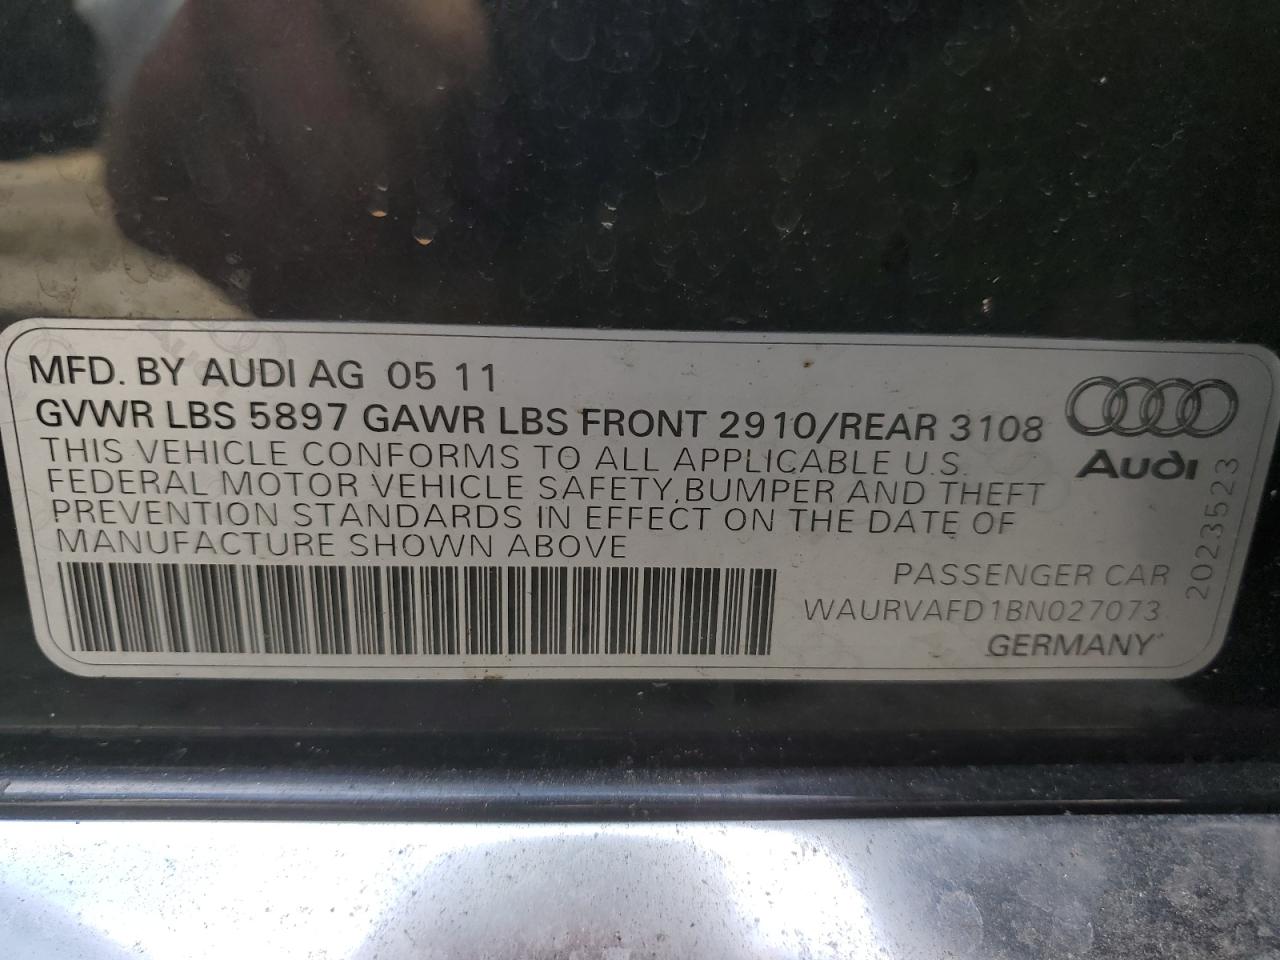 MFD. BY AUDI AG 05 11
GVWR LBS 5897 GAWR LBS FRONT 2910/REAR 3108
THIS VEHICLE CONFORMS TO ALL APPLICABLE U.S.
FEDERAL MOTOR VEHICLE SAFETY, BUMPER AND THEFT
PREVENTION STANDARDS IN EFFECT ON THE DATE OF
MANUFACTURE SHOWN ABOVE
Audi
2023523
PASSENGER CAR
WAURVAFD1BN027073
GERMANY